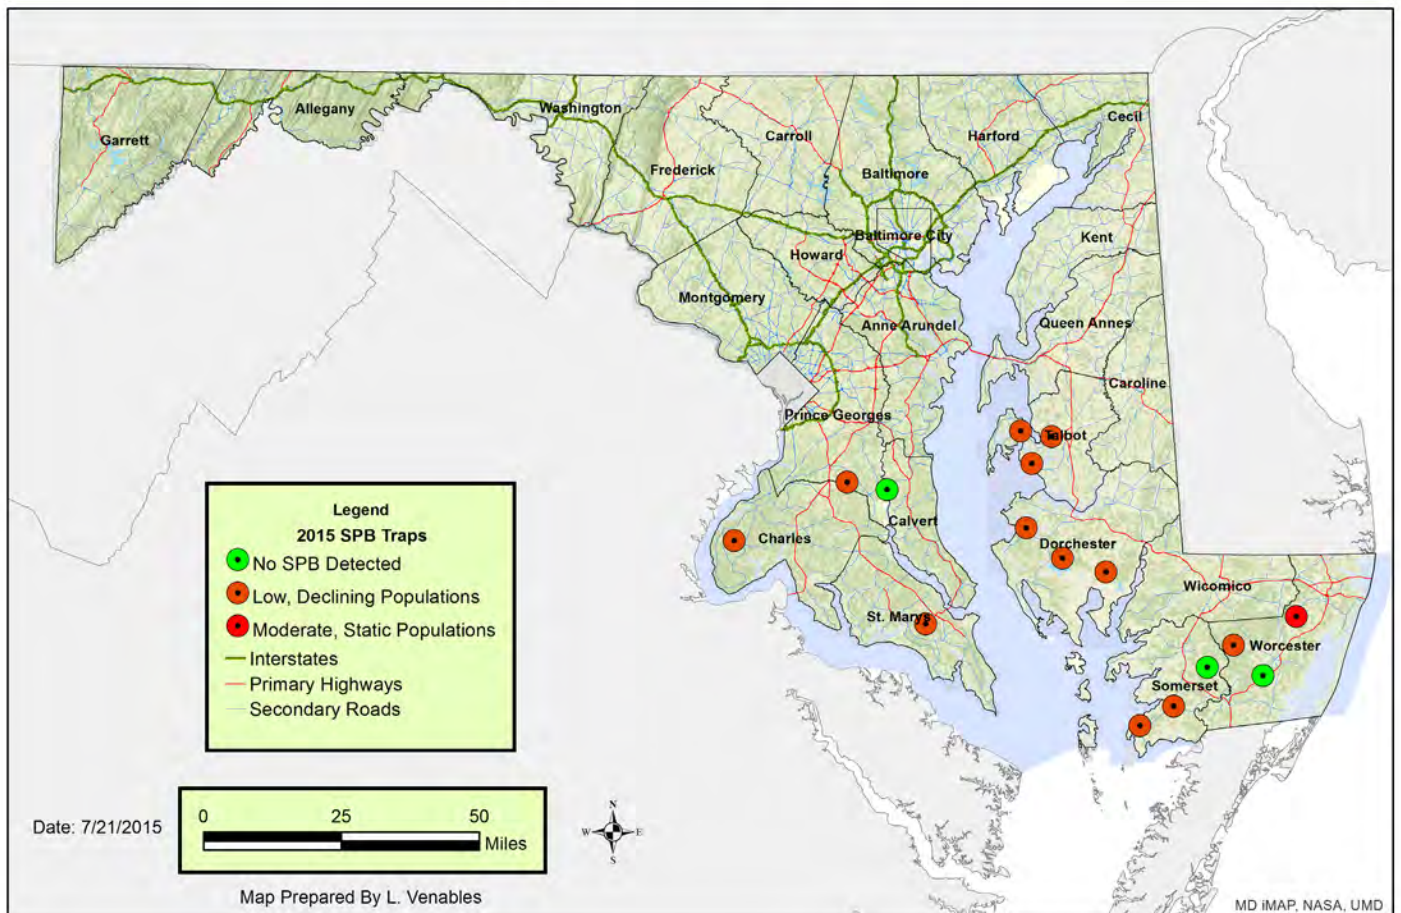 Garrett
Allegany
Washington
Frederick
Carroll
Baltimore
Harford
Cecil
Baltimore City
Howard
Kent
Montgomery
Anne Arundel
Queen Annes
Caroline
Prince Georges
Talbot
Charles
Calvert
Dorchester
St. Marys
Wicomico
Worcester
Somerset
Legend
2015 SPB Traps
No SPB Detected
Low, Declining Populations
Moderate, Static Populations
Interstates
Primary Highways
Secondary Roads
Date: 7/21/2015
0 25 50
Miles
N
W E
S
Map Prepared By L. Venables
MD iMAP, NASA, UMD